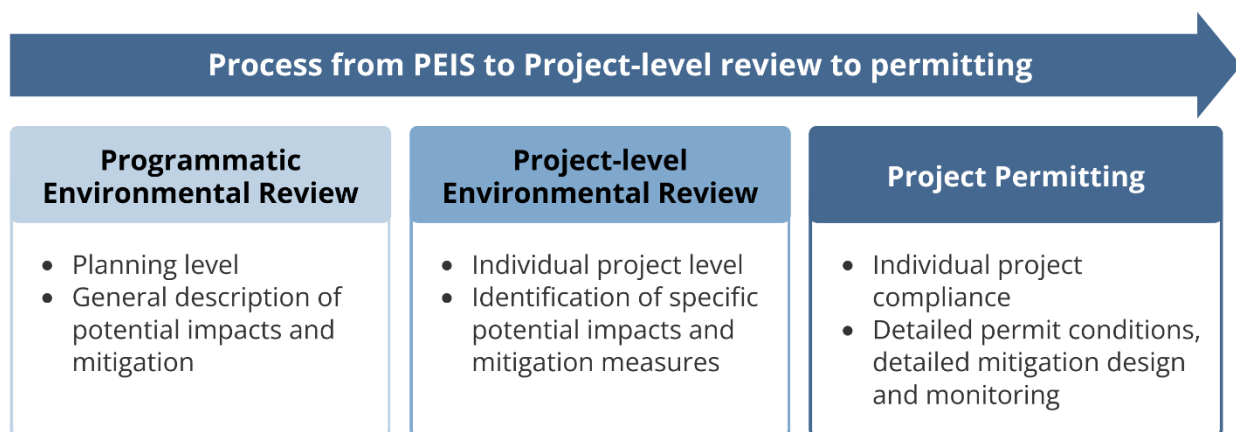 Process from PEIS to Project-level review to permitting
Programmatic
Environmental Review
• Planning level
• General description of
potential impacts and
mitigation
Project-level
Environmental Review
• Individual project level
• Identification of specific
potential impacts and
mitigation measures
Project Permitting
• Individual project
compliance
• Detailed permit conditions,
detailed mitigation design
and monitoring